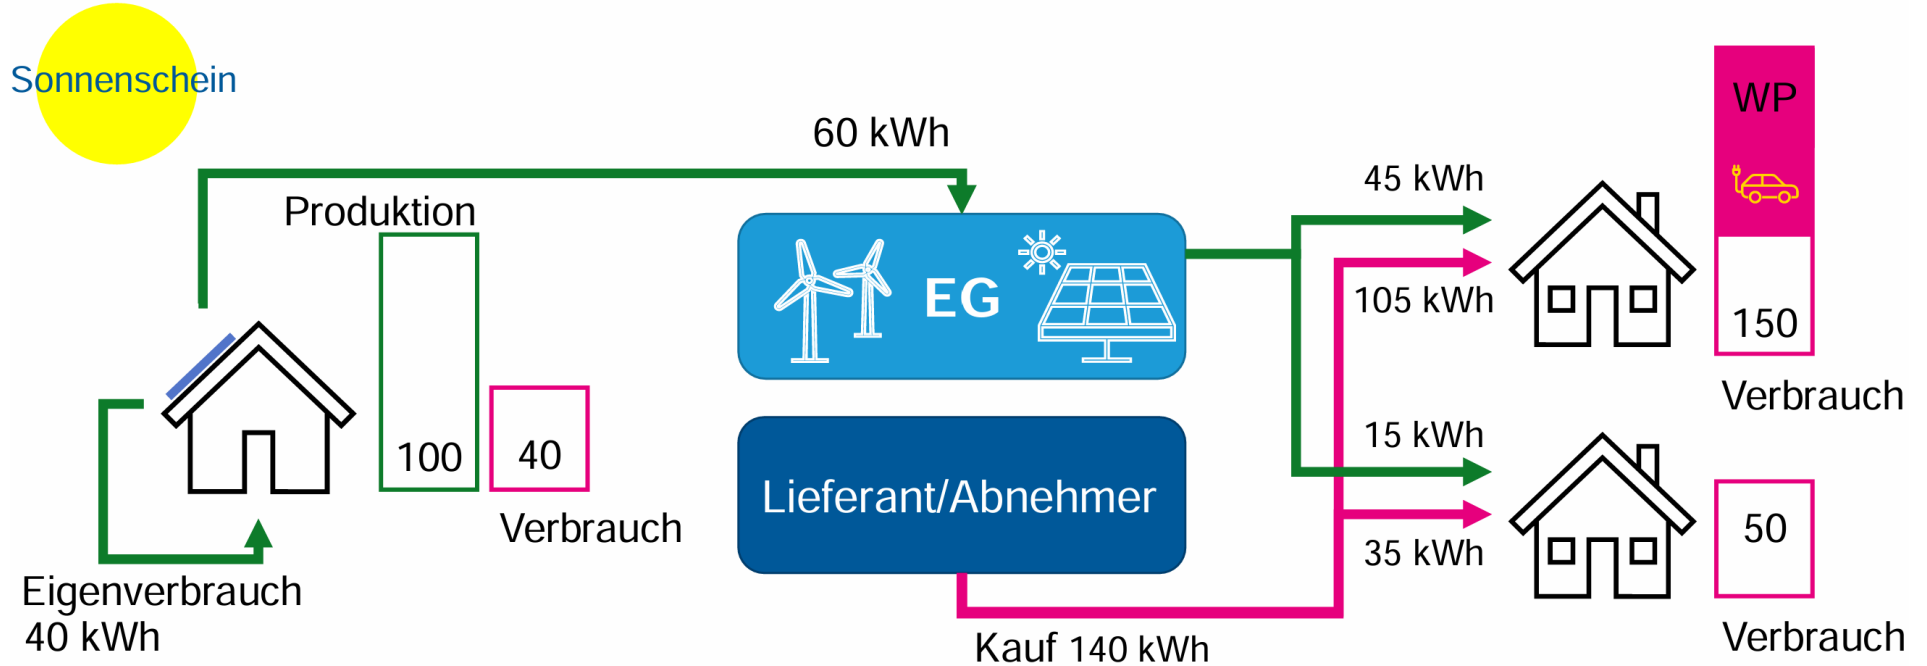 Sonnenschein
60 kWh
WP
Produktion
45 kWh
EG
105 kWh
150
Verbrauch
100
40
Verbrauch
Lieferant/Abnehmer
15 kWh
35 kWh
50
Verbrauch
Eigenverbrauch
40 kWh
Kauf 140 kWh